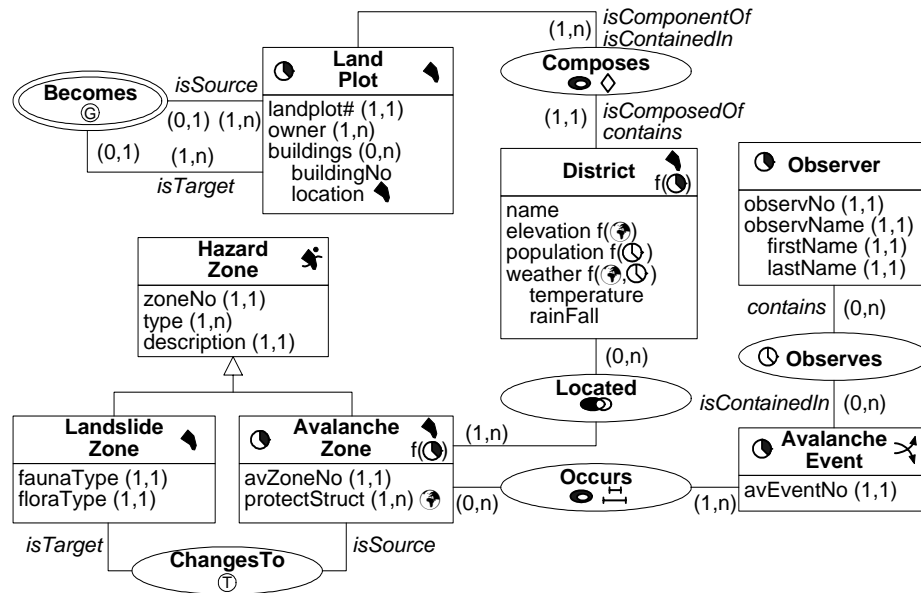 isComponentOf
(1,n) isContainedIn
Land
Plot
Composes
Becomes
G
isSource
(0,1) (1,n)
landplot# (1,1)
owner (1,n)
buildings (0,n)
buildingNo
location
(0,1) (1,n)
isTarget
(1,1) isComposedOf
contains
District
f( )
name
elevation f( )
population f( )
weather f( , )
temperature
rainFall
Observer
observNo (1,1)
observName (1,1)
firstName (1,1)
lastName (1,1)
Hazard
Zone
zoneNo (1,1)
type (1,n)
description (1,1)
contains (0,n)
Observes
(0,n)
Located
isContainedIn (0,n)
Landslide
Zone
faunaType (1,1)
floraType (1,1)
Avalanche
Zone
f( )
avZoneNo (1,1)
protectStruct (1,n)
(1,n)
(0,n)
Occurs
(1,n)
Avalanche
Event
avEventNo (1,1)
isTarget
ChangesTo
T
isSource